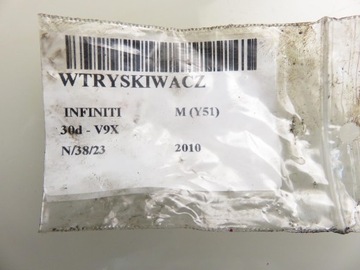 WTRYSKIWACZ
INFINITI M (Y51)
30d - V9X
N/38/23 2010